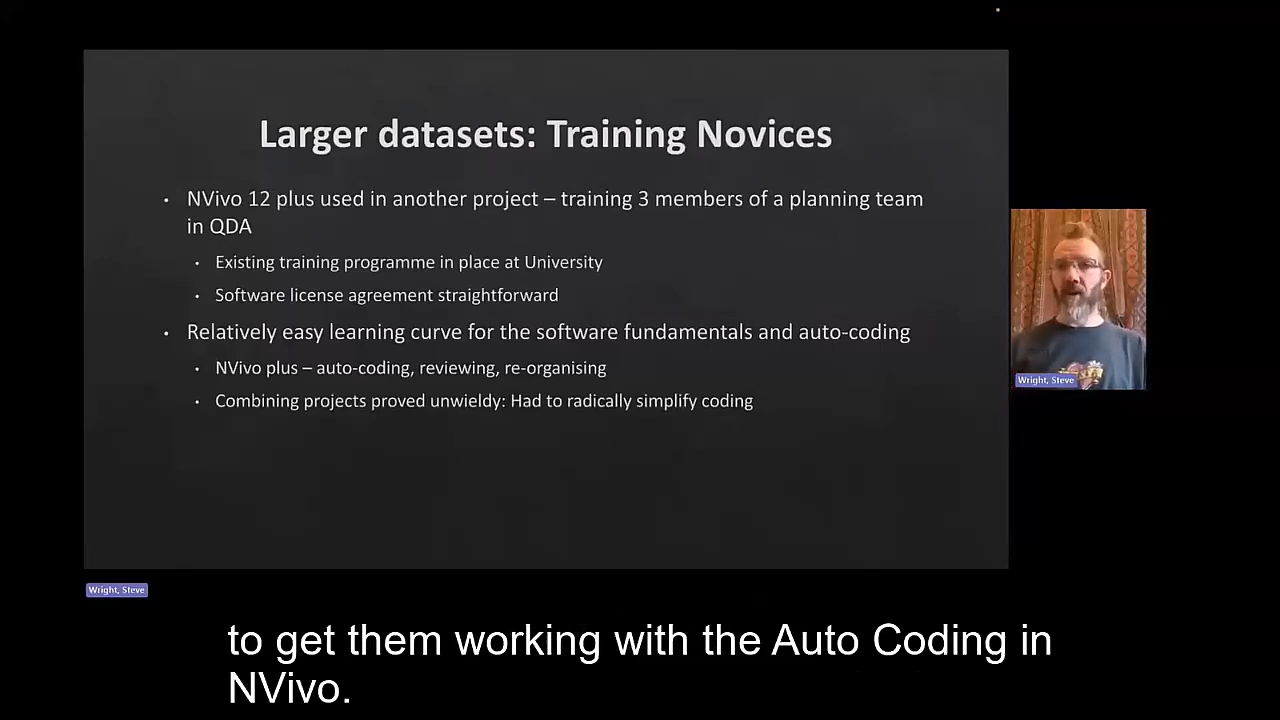 Larger datasets: Training Novices
• NVivo 12 plus used in another project – training 3 members of a planning team
in QDA
• Existing training programme in place at University
• Software license agreement straightforward
• Relatively easy learning curve for the software fundamentals and auto-coding
• NVivo plus – auto-coding, reviewing, re-organising
• Combining projects proved unwieldy: Had to radically simplify coding
Wright, Steve
Wright, Steve
to get them working with the Auto Coding in
NVivo.